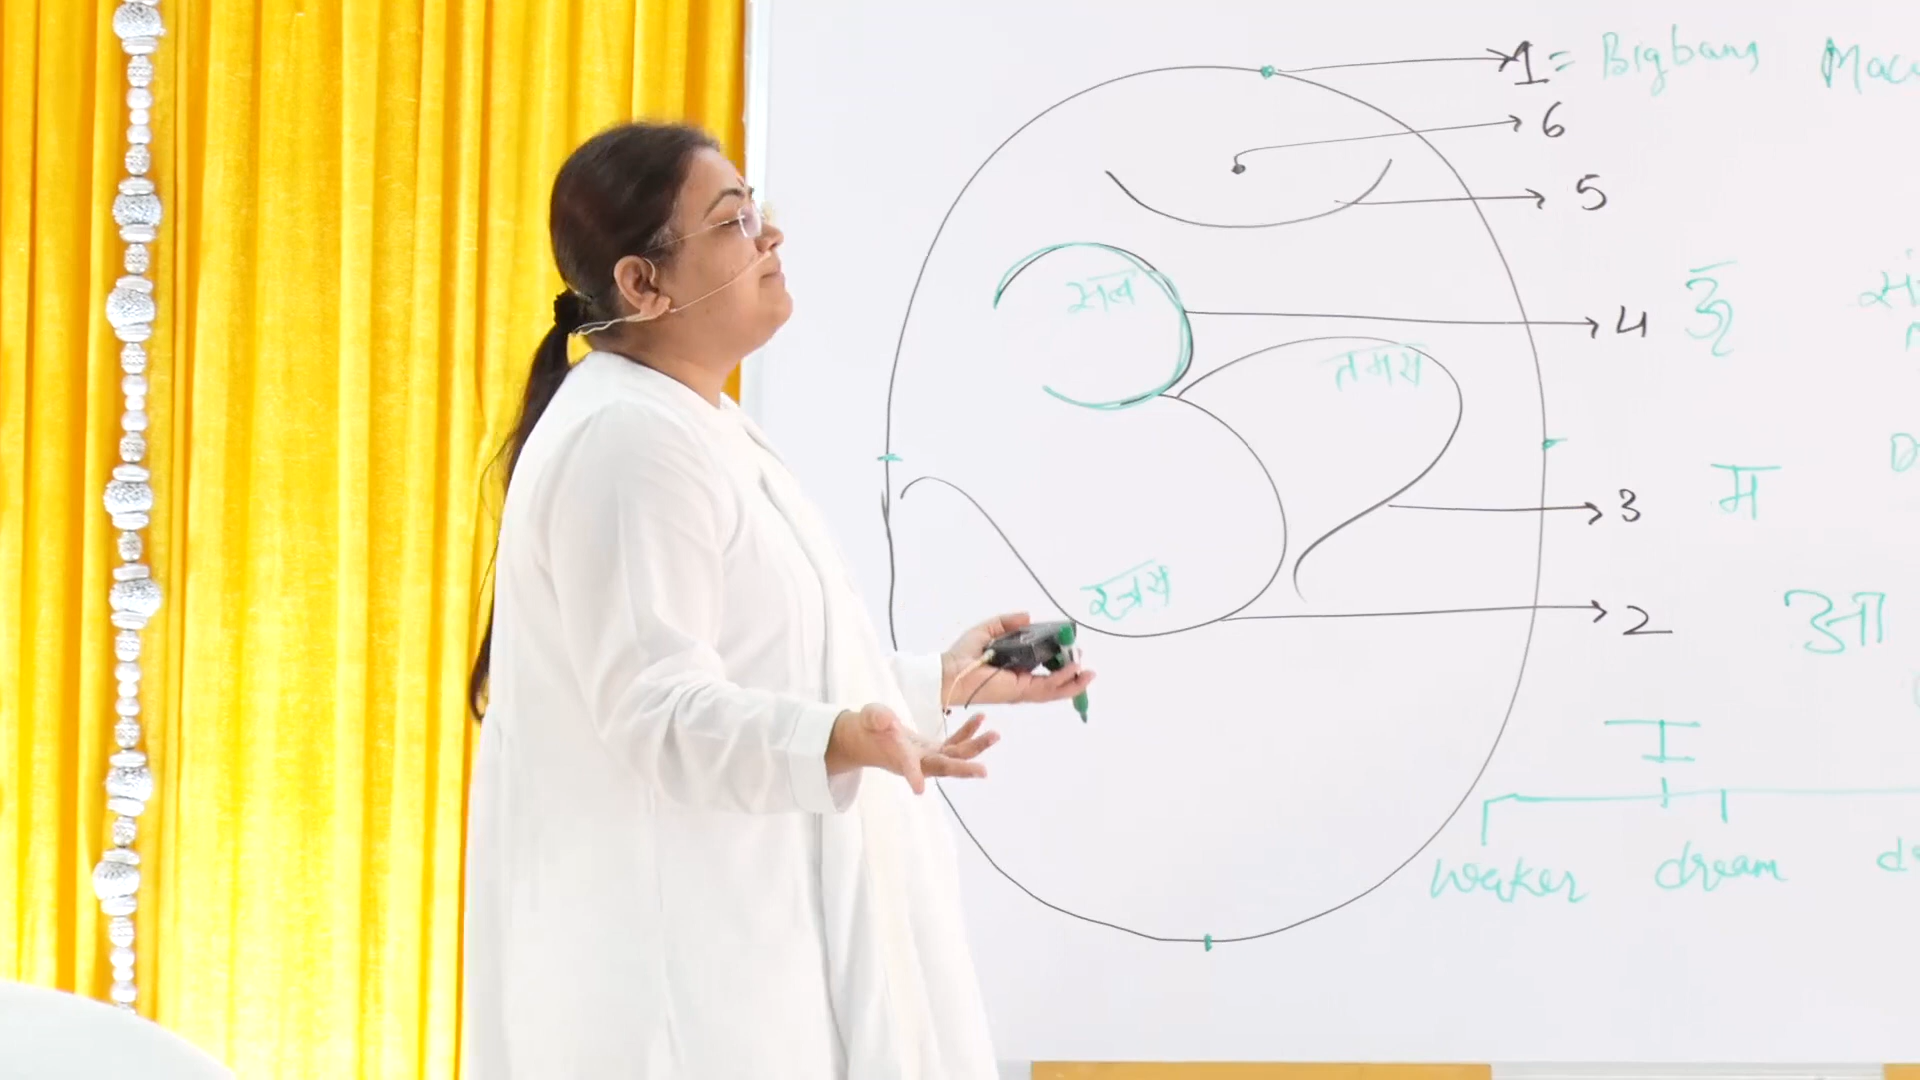 1 = Bigbang
6
5
सत्व
4 ऊ
तमस
3 म
रजस
2 आ
I
waker dream